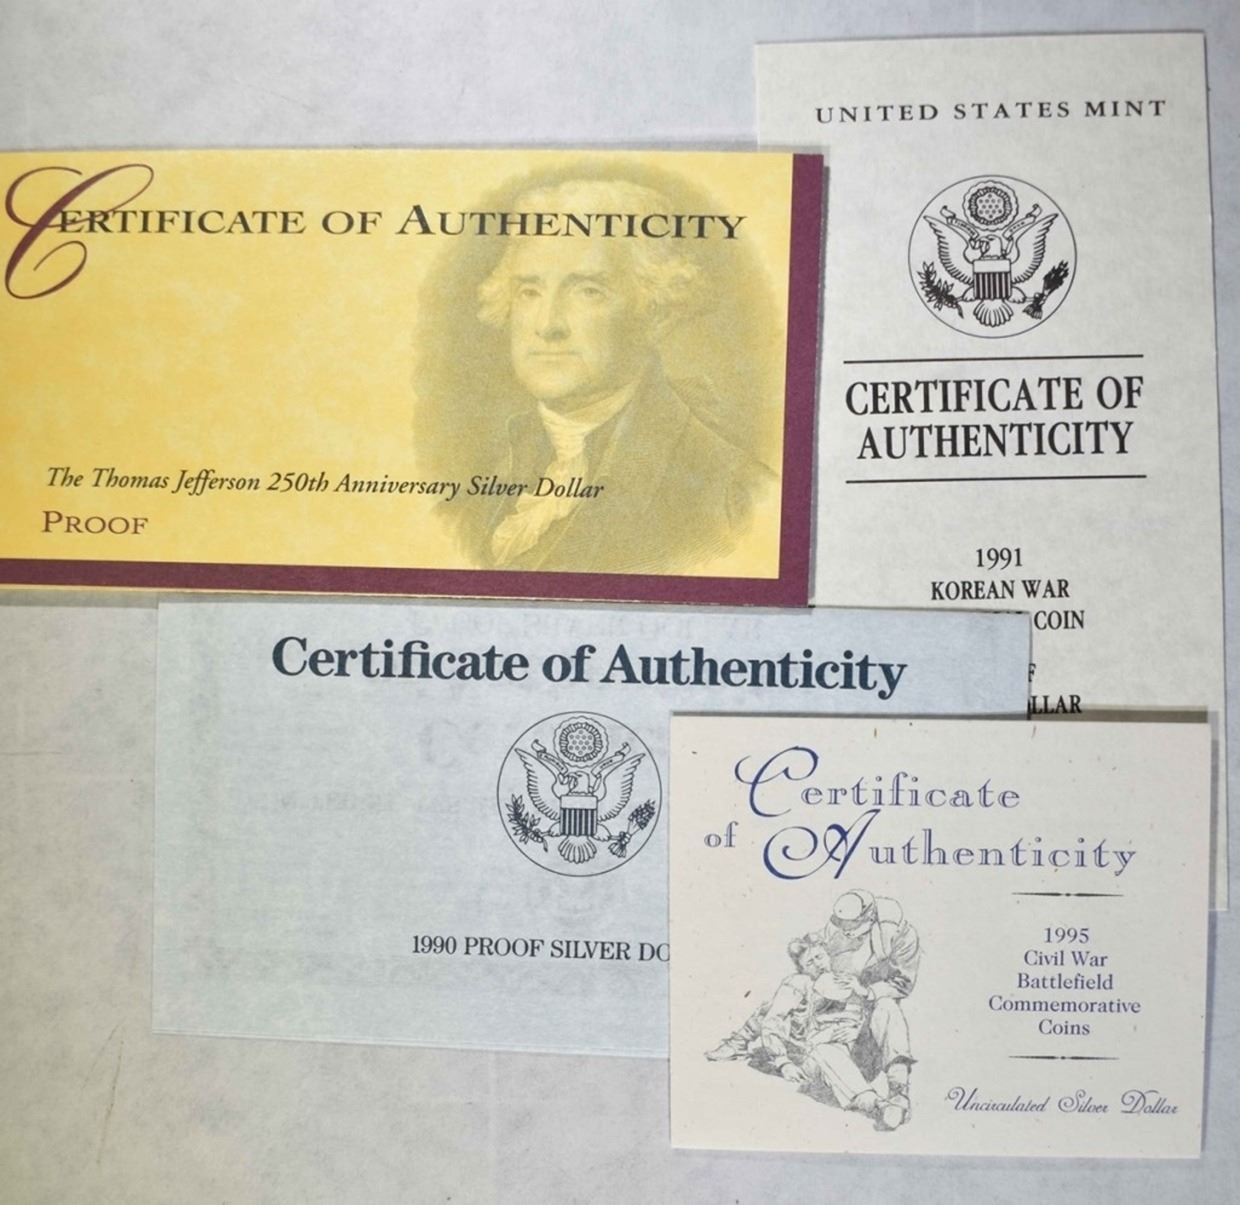 CERTIFICATE OF AUTHENTICITY
The Thomas Jefferson 250th Anniversary Silver Dollar
PROOF
UNITED STATES MINT
CERTIFICATE OF
AUTHENTICITY
1991
KOREAN WAR
COIN
Certificate of Authenticity
1990 PROOF SILVER DO
Certificate
of Authenticity
1995
Civil War
Battlefield
Commemorative
Coins
Uncirculated Silver Dollar